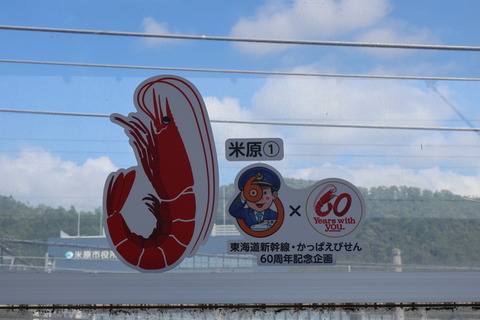 米原①
60
Years with
you.
×
東海道新幹線・かっぱえびせん
60周年記念企画
米原市役所